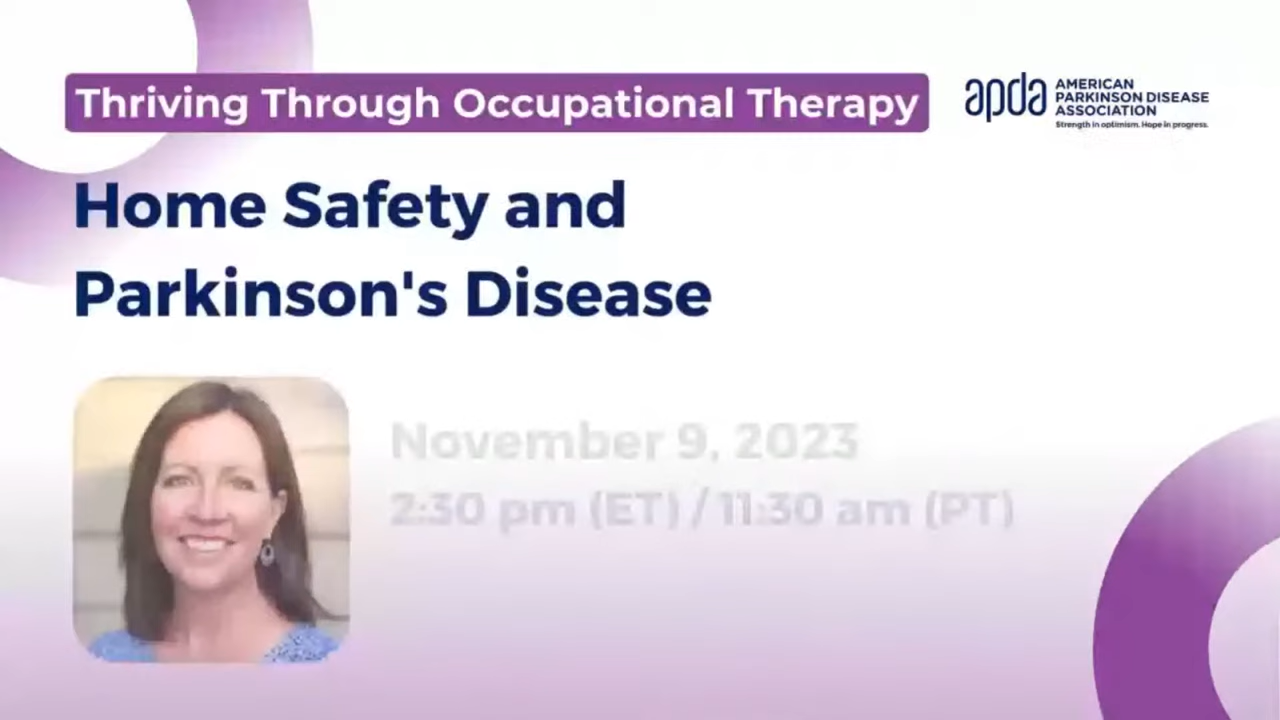 Thriving Through Occupational Therapy
apda
AMERICAN
PARKINSON DISEASE
ASSOCIATION
Strength in optimism. Hope in progress.
Home Safety and
Parkinson's Disease
November 9, 2023
2:30 pm (ET) / 11:30 am (PT)